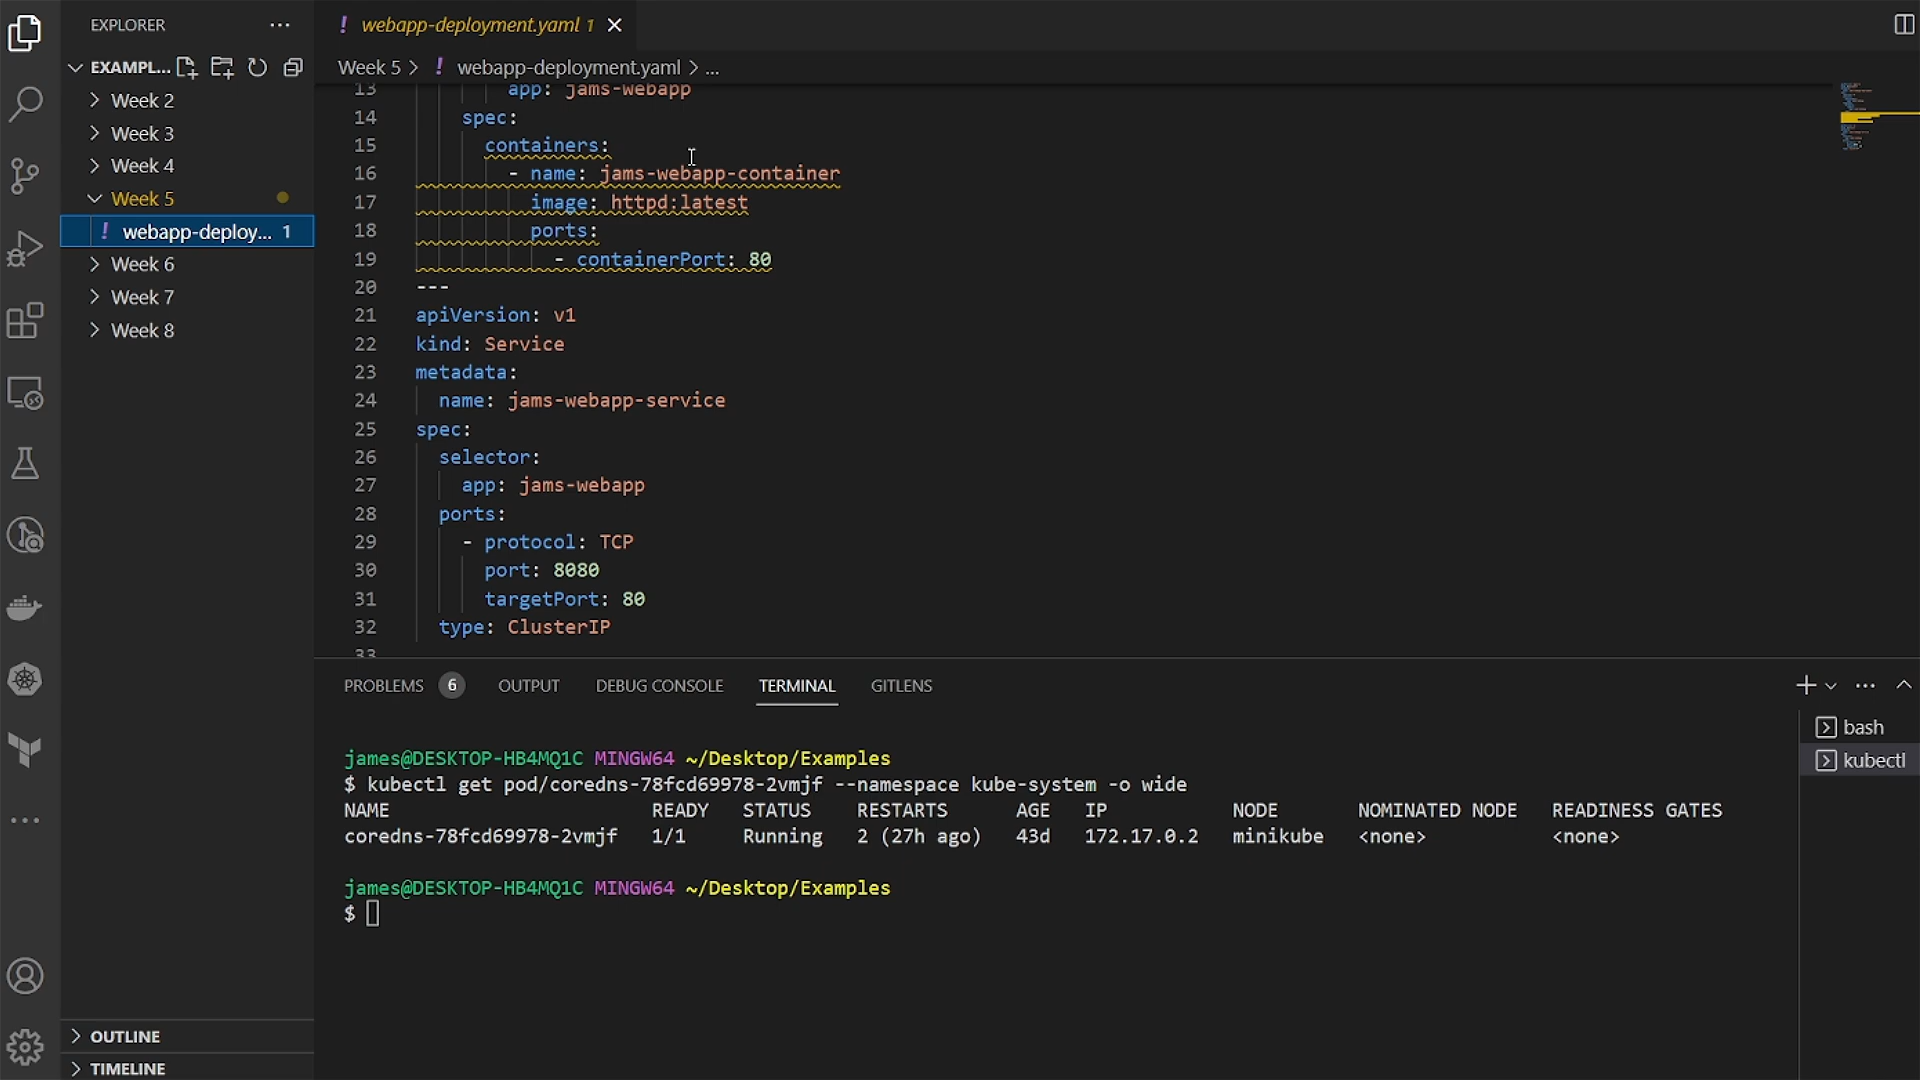 EXPLORER
EXAMPL...
Week 2
Week 3
Week 4
Week 5
! webapp-deploy... 1
Week 6
Week 7
Week 8
OUTLINE
TIMELINE
! webapp-deployment.yaml 1
Week 5 > ! webapp-deployment.yaml > ...
13 app: jams-webapp
14 spec:
15 containers:
16 - name: jams-webapp-container
17 image: httpd:latest
18 ports:
19 - containerPort: 80
20 ---
21 apiVersion: v1
22 kind: Service
23 metadata:
24 name: jams-webapp-service
25 spec:
26 selector:
27 app: jams-webapp
28 ports:
29 - protocol: TCP
30 port: 8080
31 targetPort: 80
32 type: ClusterIP
33
PROBLEMS 6 OUTPUT DEBUG CONSOLE TERMINAL GITLENS
james@DESKTOP-HB4MQ1C MINGW64 ~/Desktop/Examples
$ kubectl get pod/coredns-78fcd69978-2vmjf --namespace kube-system -o wide
NAME READY STATUS RESTARTS AGE IP NODE NOMINATED NODE READINESS GATES
coredns-78fcd69978-2vmjf 1/1 Running 2 (27h ago) 43d 172.17.0.2 minikube <none> <none>
james@DESKTOP-HB4MQ1C MINGW64 ~/Desktop/Examples
$
bash
kubectl